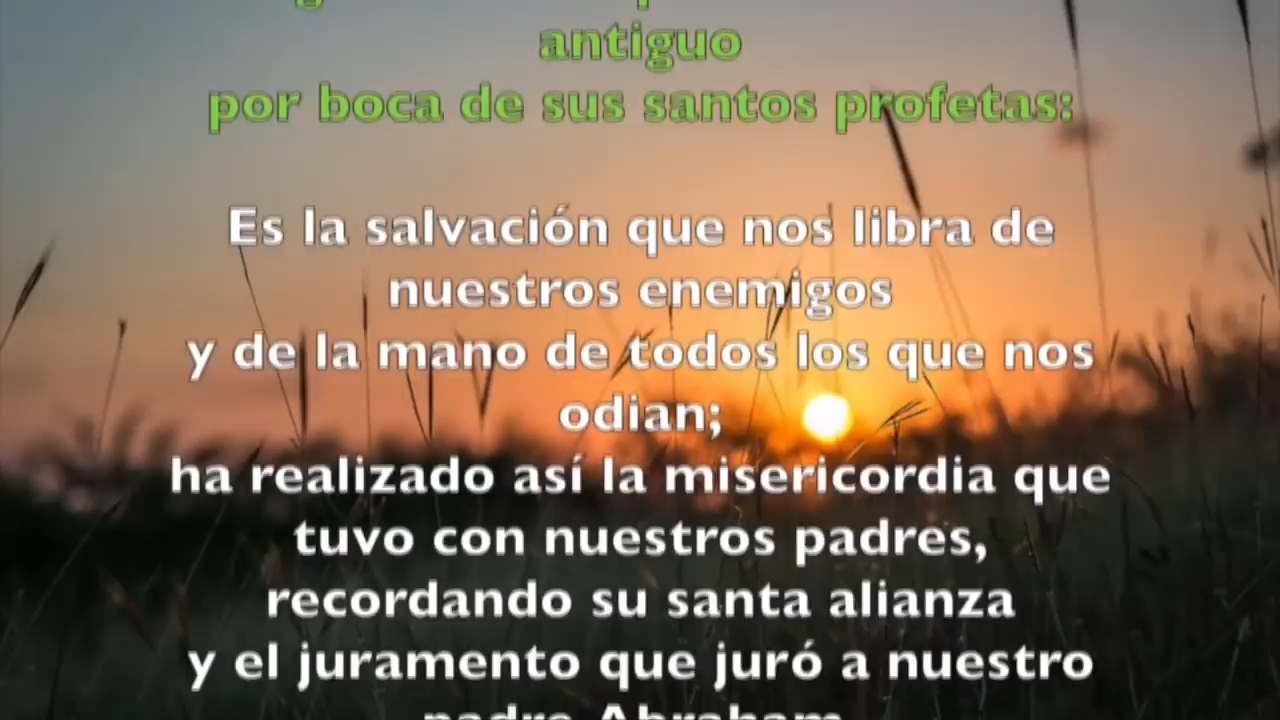 antiguo
por boca de sus santos profetas:
Es la salvación que nos libra de
nuestros enemigos
y de la mano de todos los que nos
odian;
ha realizado así la misericordia que
tuvo con nuestros padres,
recordando su santa alianza
y el juramento que juró a nuestro
padre Abraham